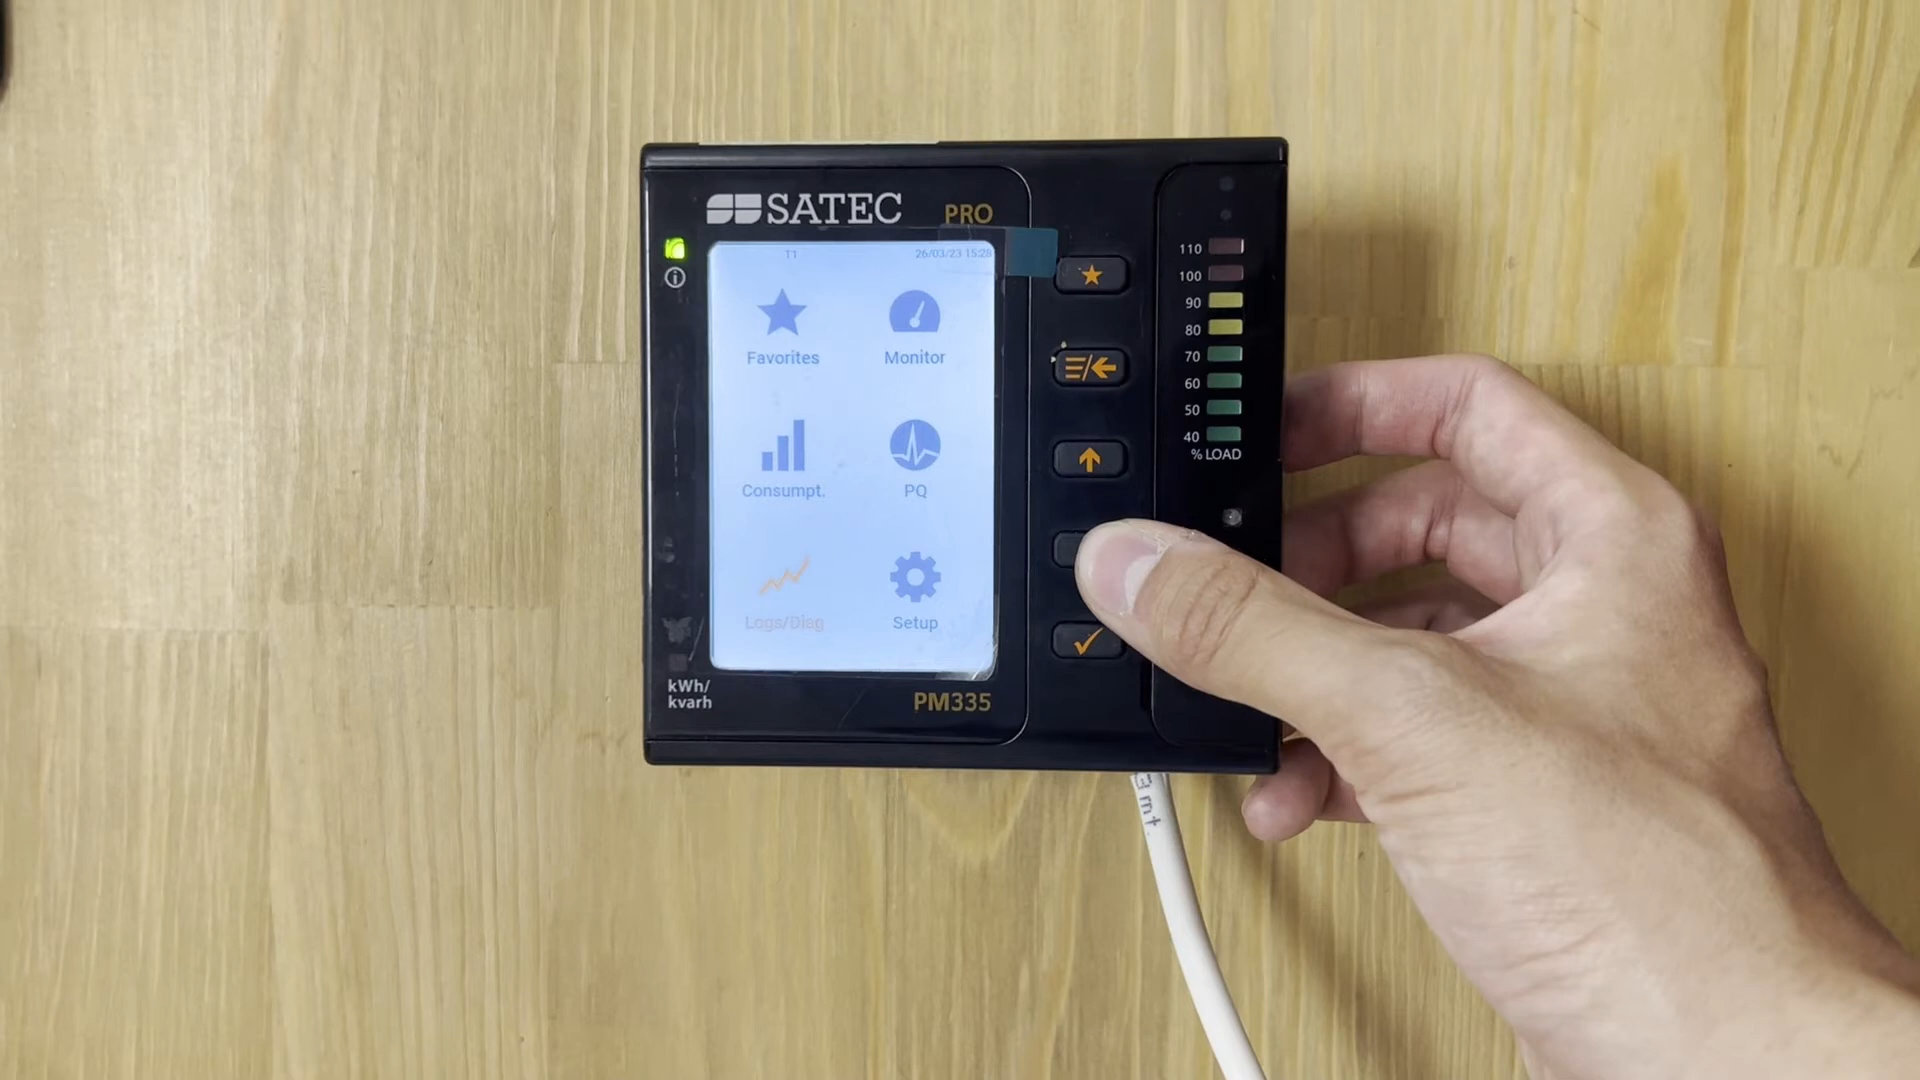 SATEC
PRO
T1 26/03/23 15:28
Favorites Monitor
Consumpt. PQ
Logs/Diag Setup
kWh/
kvarh
PM335
110
100
90
80
70
60
50
40
% LOAD
3mt